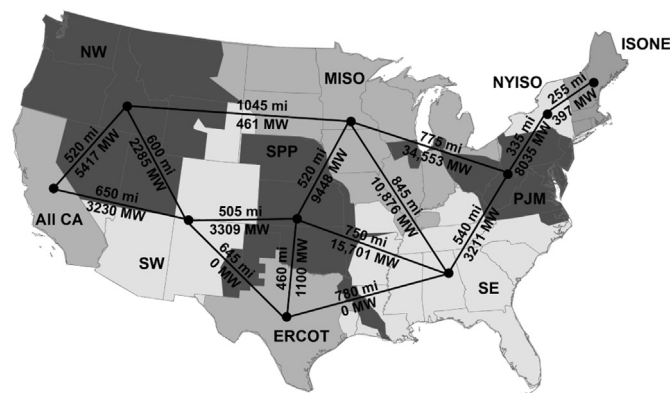 NW
ISONE
MISO
NYISO
1045 mi
461 MW
255 mi
397 MW
335 mi
8035 MW
775 mi
34,553 MW
520 mi
5417 MW
600 mi
2285 MW
SPP
520 mi
9448 MW
845 mi
10,876 MW
PJM
650 mi
3230 MW
All CA
505 mi
3309 MW
750 mi
15,701 MW
540 mi
3211 MW
SW
645 mi
0 MW
460 mi
1100 MW
780 mi
0 MW
SE
ERCOT